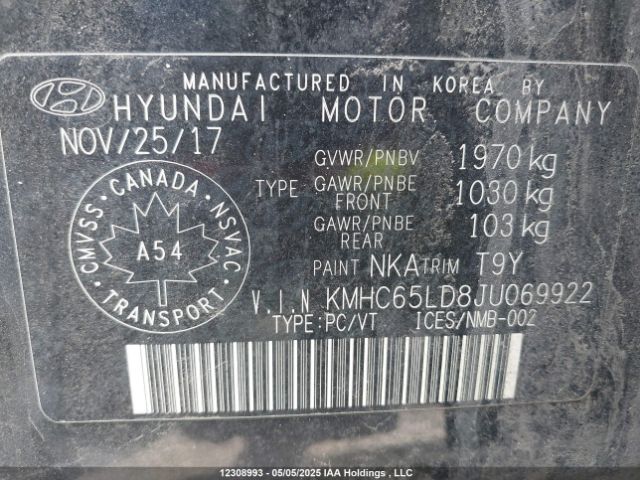 MANUFACTURED IN KOREA BY
HYUNDAI MOTOR COMPANY
NOV/25/17
GVWR/PNBV 1970 kg
TYPE GAWR/PNBE FRONT 1030 kg
GAWR/PNBE REAR 103 kg
CANADA
CMVSS
NSVAC
A54
TRANSPORT
PAINT NKA TRIM T9Y
V.I.N KMHC65LD8JU069922
TYPE:PC/VT ICES/NMB-002
12308993 - 05/05/2025 IAA Holdings , LLC